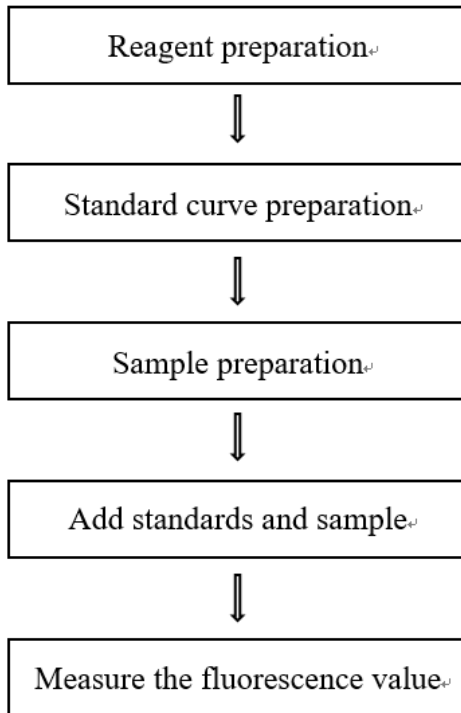 Reagent preparation
Standard curve preparation
Sample preparation
Add standards and sample
Measure the fluorescence value